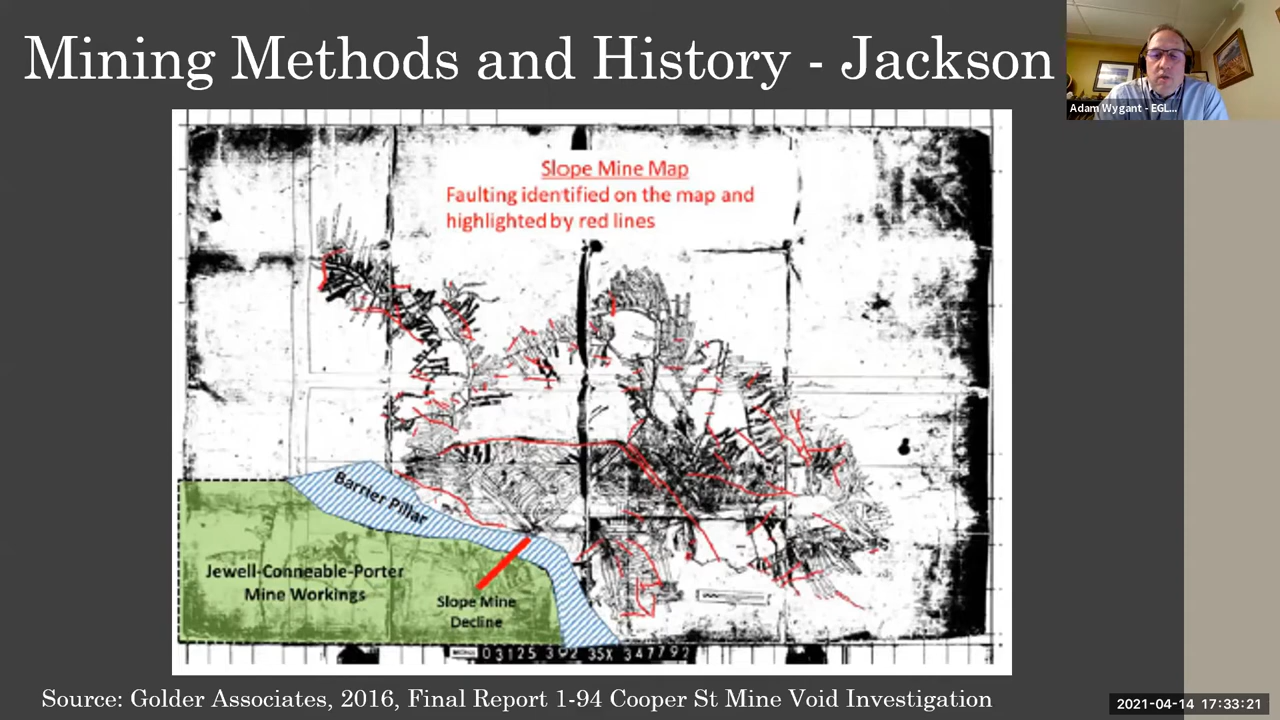 Mining Methods and History - Jackson
Adam Wygant - EGL...
Slope Mine Map
Faulting identified on the map and
highlighted by red lines
Barrier Pillar
Jewell-Conneable-Porter
Mine Workings
Slope Mine
Decline
Source: Golder Associates, 2016, Final Report 1-94 Cooper St Mine Void Investigation
2021-04-14 17:33:21